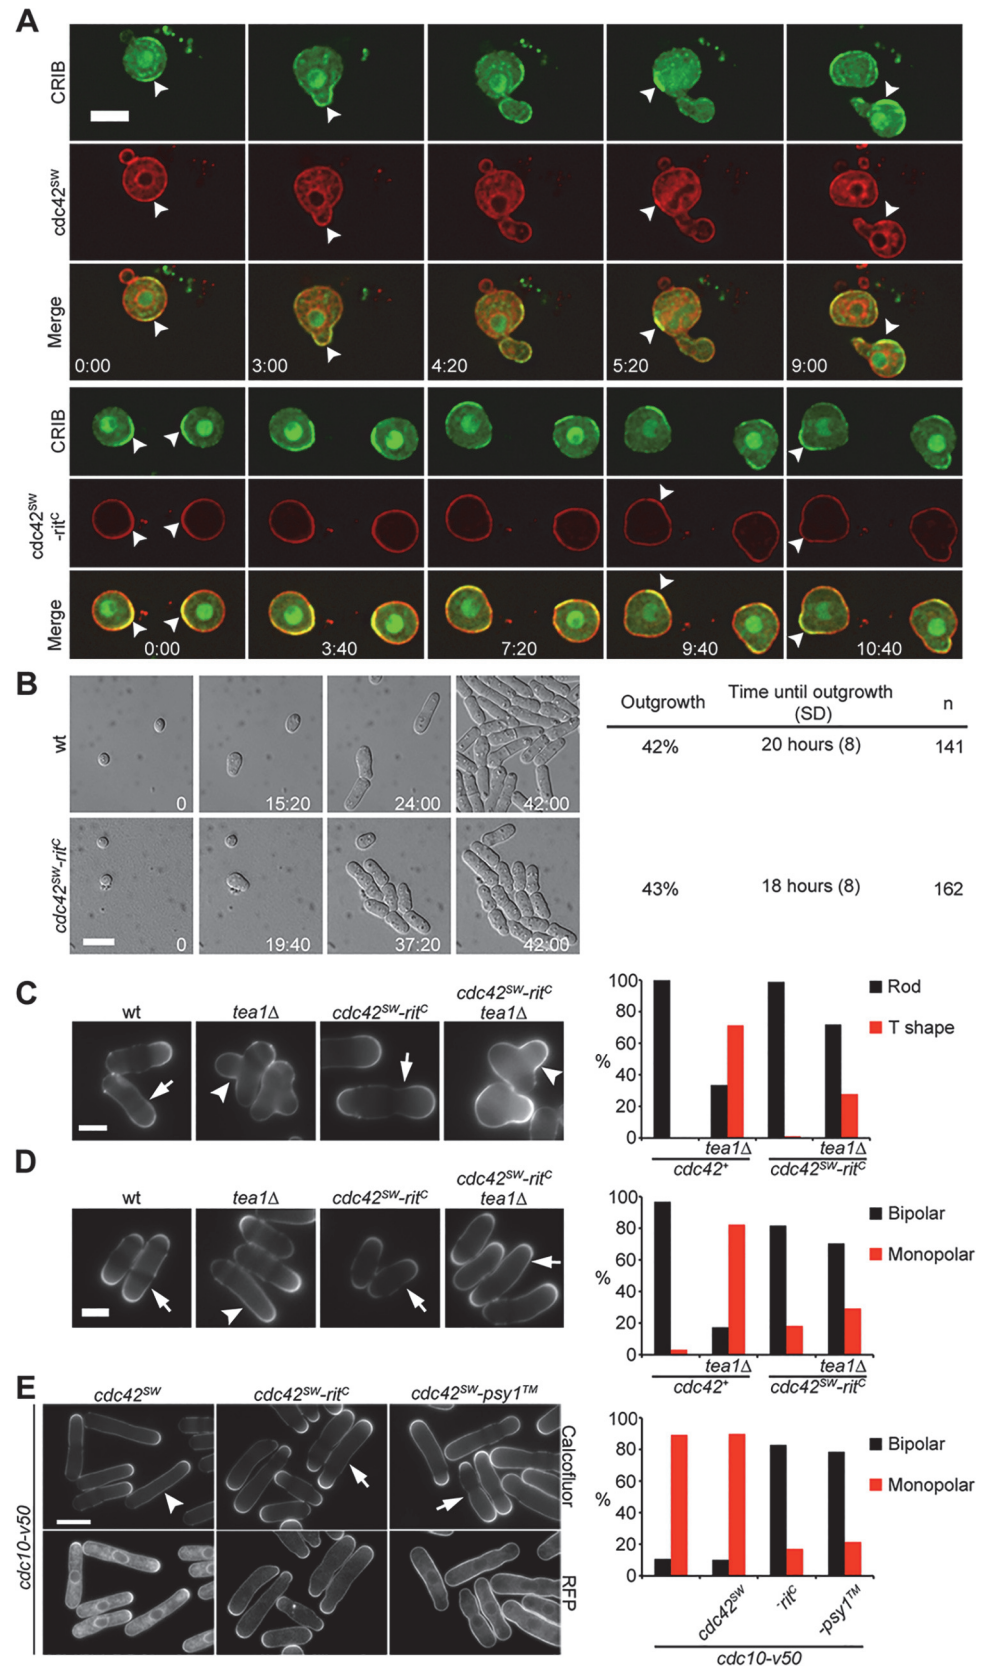 A
CRIB
cdc42SW
Merge
0:00 3:00 4:20 5:20 9:00
CRIB
cdc42SW
-ritC
Merge
0:00 3:40 7:20 9:40 10:40
B
wt
0 15:20 24:00 42:00
cdc42SW-ritC
0 19:40 37:20 42:00
Outgrowth Time until outgrowth (SD) n
42% 20 hours (8) 141
43% 18 hours (8) 162
C
wt tea1Δ cdc42SW-ritC cdc42SW-ritC tea1Δ
100
80
60
%
40
20
0
Rod
T shape
tea1Δ tea1Δ
cdc42+ cdc42SW-ritC
D
wt tea1Δ cdc42SW-ritC cdc42SW-ritC tea1Δ
100
80
60
%
40
20
0
Bipolar
Monopolar
tea1Δ tea1Δ
cdc42+ cdc42SW-ritC
E
cdc42SW cdc42SW-ritC cdc42SW-psy1TM
cdc10-v50
Calcofluor
RFP
100
80
60
%
40
20
0
Bipolar
Monopolar
cdc42SW -ritC -psy1TM
cdc10-v50